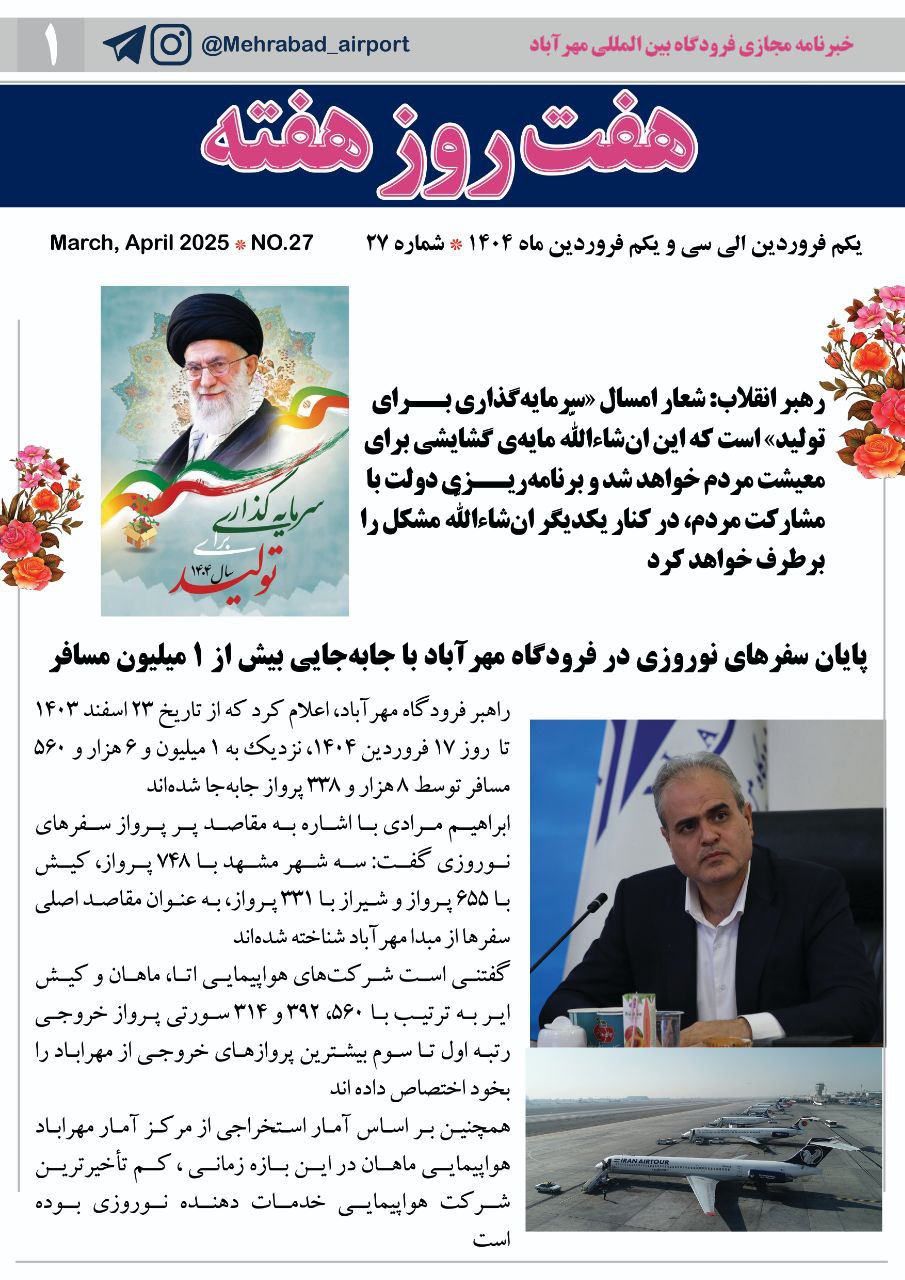 خبرنامه مجازی فرودگاه بین المللی مهرآباد
@Mehrabad_airport
۱
هفت روز هفته
یکم فروردین الی سی و یکم فروردین ماه ۱۴۰۴ * شماره ۲۷
March, April 2025 * NO.27
رهبر انقلاب: شعار امسال «سرمایه‌گذاری بـــرای
تولید» است که این ان‌شاءالله مایه‌ی گشایشی برای
معیشت مردم خواهد شد و برنامه‌ریـــزی دولت با
مشارکت مردم، در کنار یکدیگر ان‌شاءالله مشکل را
برطرف خواهد کرد
سرمایه گذاری
برای
تولید
سال ۱۴۰۴
پایان سفرهای نوروزی در فرودگاه مهرآباد با جابه‌جایی بیش از ۱ میلیون مسافر
راهبر فرودگاه مهرآباد، اعلام کرد که از تاریخ ۲۳ اسفند ۱۴۰۳
تا روز ۱۷ فروردین ۱۴۰۴، نزدیک به ۱ میلیون و ۶ هزار و ۵۶۰
مسافر توسط ۸ هزار و ۳۳۸ پرواز جابه‌جا شده‌اند
ابراهیم مرادی با اشاره به مقاصد پر پرواز سفرهای
نوروزی گفت: سه شهر مشهد با ۷۴۸ پرواز، کیش
با ۶۵۵ پرواز و شیراز با ۳۳۱ پرواز، به عنوان مقاصد اصلی
سفرها از مبدا مهرآباد شناخته شده‌اند
گفتنی است شرکت‌های هواپیمایی اتا، ماهان و کیش
ایر به ترتیب با ۵۶۰، ۳۹۲ و ۳۱۴ سورتی پرواز خروجی
رتبه اول تا سوم بیشترین پروازهای خروجی از مهراباد را
بخود اختصاص داده اند
همچنین بر اساس آمار استخراجی از مرکز آمار مهراباد
هواپیمایی ماهان در این بازه زمانی ، کم تأخیرترین
شرکت هواپیمایی خدمات دهنده نوروزی بوده
است
IRAN AIRTOUR